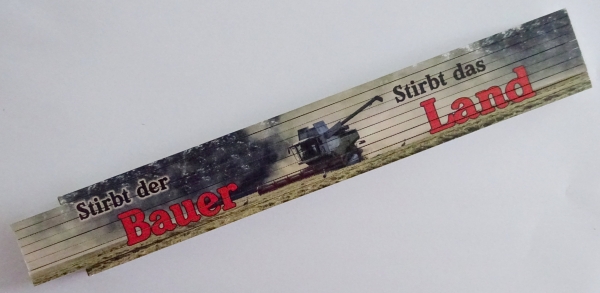 Stirbt der
Bauer
Stirbt das
Land